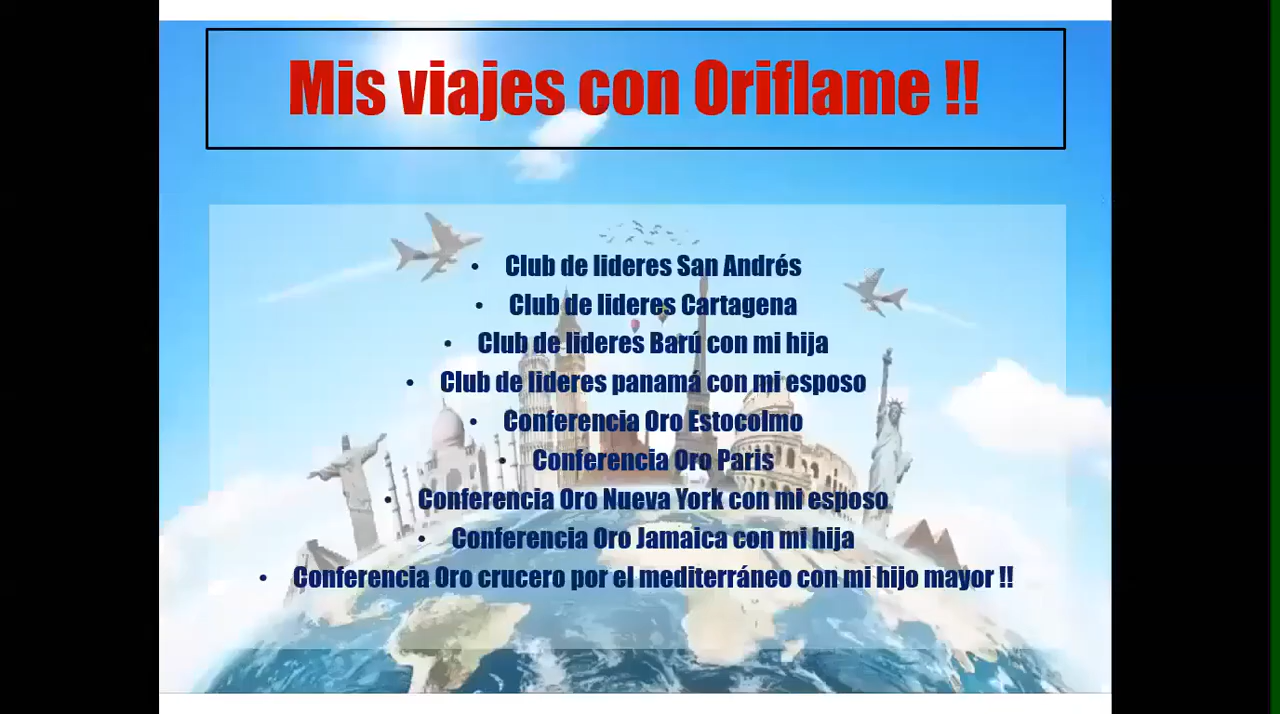 Mis viajes con Oriflame !!
• Club de lideres San Andrés
• Club de lideres Cartagena
• Club de lideres Barú con mi hija
• Club de lideres panamá con mi esposo
• Conferencia Oro Estocolmo
• Conferencia Oro Paris
• Conferencia Oro Nueva York con mi esposo
• Conferencia Oro Jamaica con mi hija
• Conferencia Oro crucero por el mediterráneo con mi hijo mayor !!